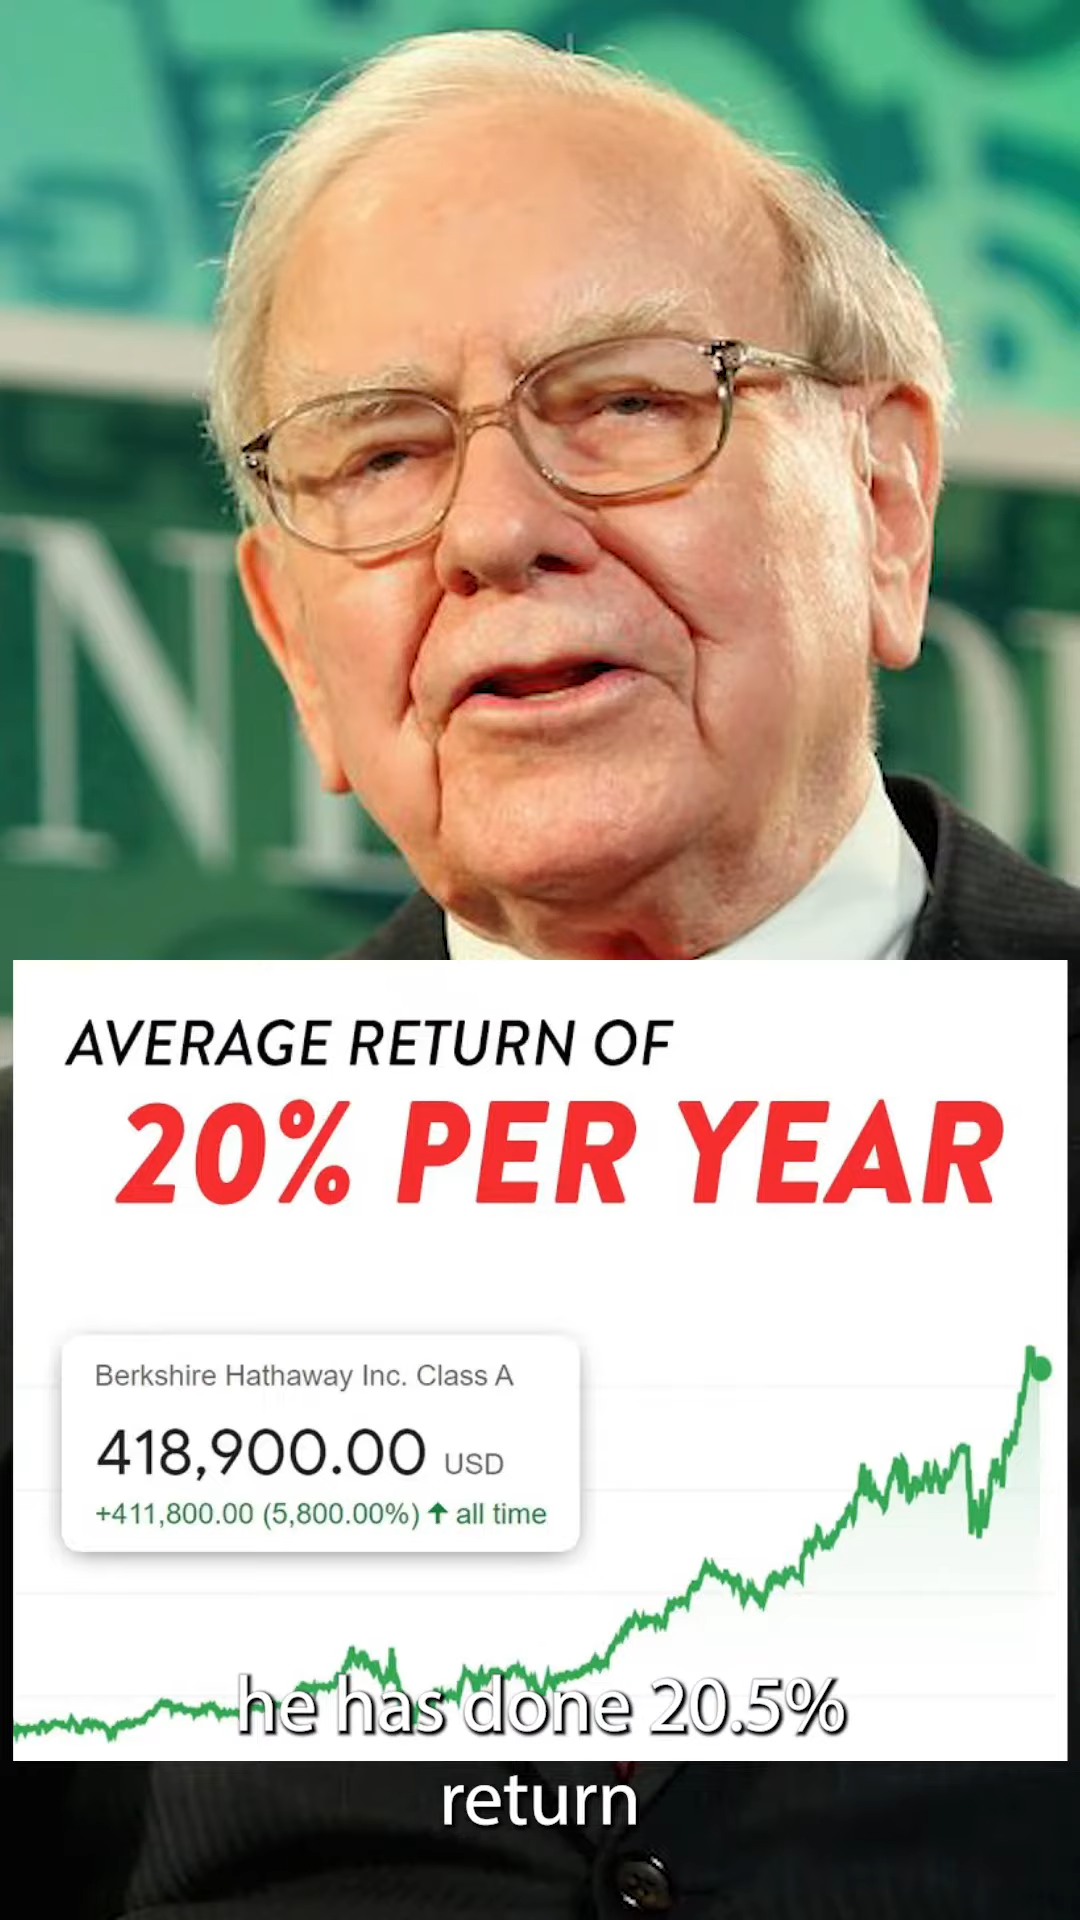 AVERAGE RETURN OF
20% PER YEAR
Berkshire Hathaway Inc. Class A
418,900.00 USD
+411,800.00 (5,800.00%) ↑ all time
he has done 20.5%
return